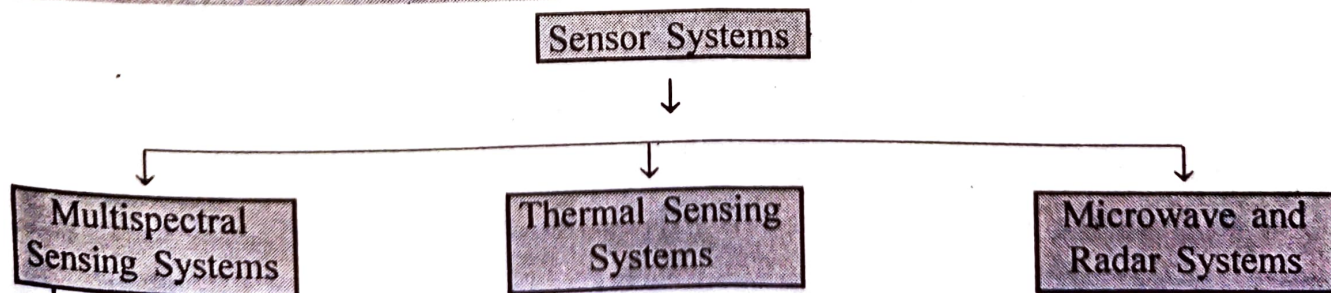 Sensor Systems
Multispectral
Sensing Systems
Thermal Sensing
Systems
Microwave and
Radar Systems